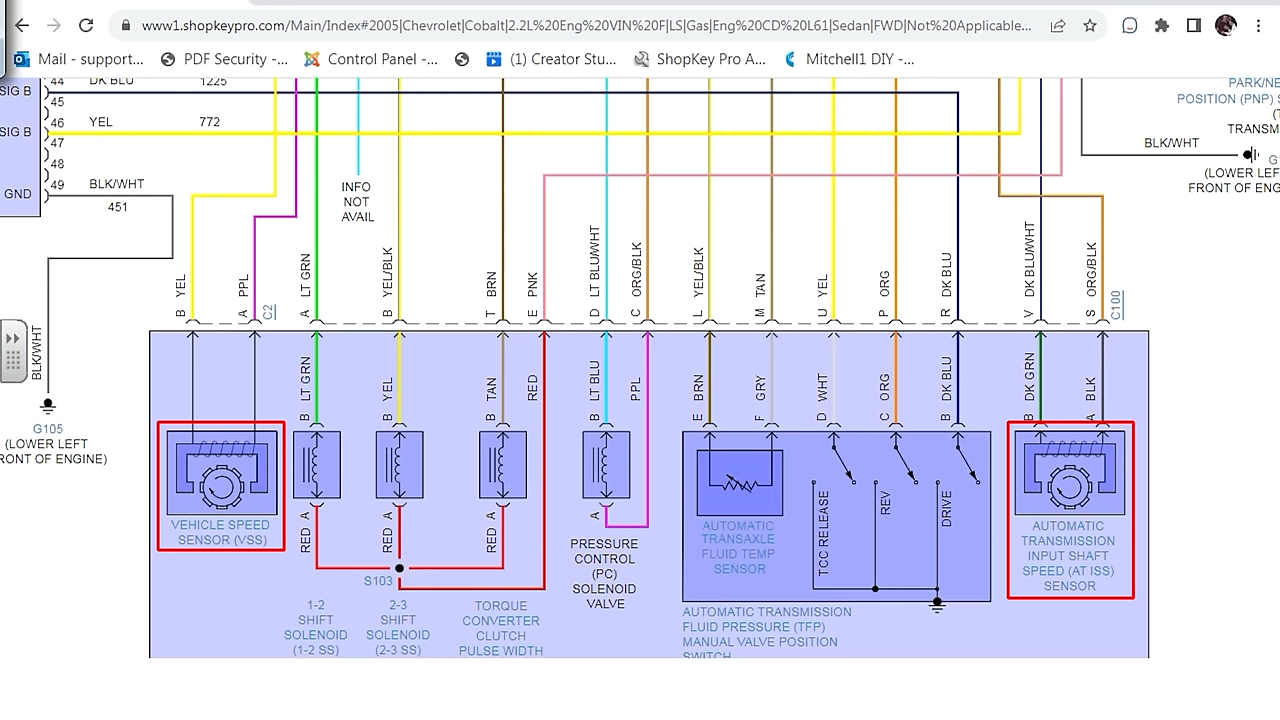 www1.shopkeypro.com/Main/Index#2005|Chevrolet|Cobalt|2.2L%20Eng%20VIN%20F|LS|Gas|Eng%20CD%20L61|Sedan|FWD|Not%20Applicable...
Mail - support...
PDF Security -...
Control Panel -...
(1) Creator Stu...
ShopKey Pro A...
Mitchell1 DIY -...
44 DK BLU 1225
SIG B
45
46 YEL 772
SIG B
47
48
49 BLK/WHT
GND
451
INFO
NOT
AVAIL
PARK/NE
POSITION (PNP) S
(T
TRANSM
BLK/WHT
G
(LOWER LEF
FRONT OF ENG
BLK/WHT
G105
(LOWER LEFT
RONT OF ENGINE)
B YEL
A PPL
C2
A LT GRN
B YEL/BLK
T BRN
E PNK
D LT BLU/WHT
C ORG/BLK
L YEL/BLK
M TAN
U YEL
P ORG
R DK BLU
V DK BLU/WHT
S ORG/BLK
C100
B LT GRN
B YEL
B TAN
RED
B LT BLU
PPL
E BRN
F GRY
D WHT
C ORG
B DK BLU
B DK GRN
A BLK
VEHICLE SPEED
SENSOR (VSS)
RED A
RED A
RED A
A
S103
1-2
SHIFT
SOLENOID
(1-2 SS)
2-3
SHIFT
SOLENOID
(2-3 SS)
TORQUE
CONVERTER
CLUTCH
PULSE WIDTH
PRESSURE
CONTROL
(PC)
SOLENOID
VALVE
AUTOMATIC
TRANSAXLE
FLUID TEMP
SENSOR
TCC RELEASE
REV
DRIVE
AUTOMATIC TRANSMISSION
FLUID PRESSURE (TFP)
MANUAL VALVE POSITION
SWITCH
AUTOMATIC
TRANSMISSION
INPUT SHAFT
SPEED (AT ISS)
SENSOR